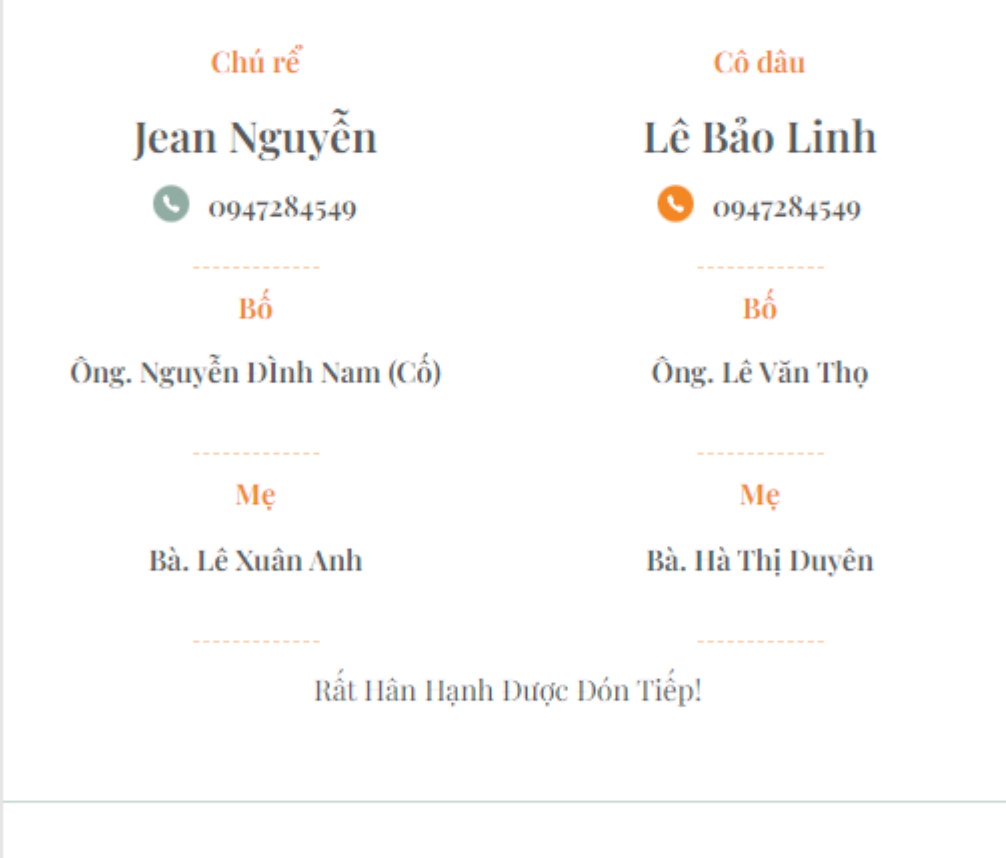 Chú rể
Jean Nguyễn
0947284549
Bố
Ông. Nguyễn DÌnh Nam (Cố)
Mẹ
Bà. Lê Xuân Anh
Cô dâu
Lê Bảo Linh
0947284549
Bố
Ông. Lê Văn Thọ
Mẹ
Bà. Hà Thị Duyên
Rất Hân Hạnh Được Đón Tiếp!